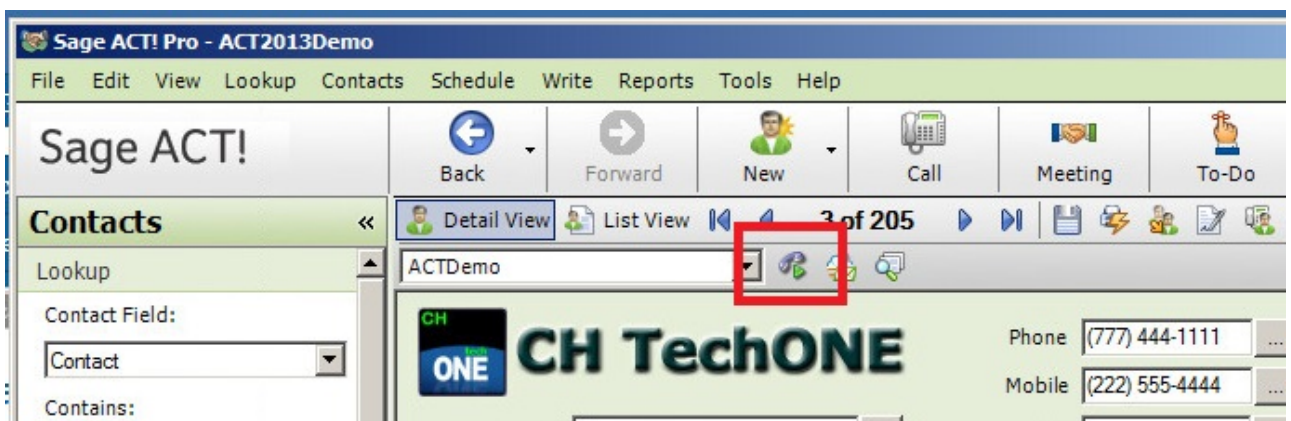 Sage ACT! Pro - ACT2013Demo
File Edit View Lookup Contacts Schedule Write Reports Tools Help
Sage ACT!
Back Forward New Call Meeting To-Do
Contacts «
Detail View List View 3 of 205
Lookup
ACTDemo
Contact Field:
Contact
Contains:
CH
tech
ONE
CH TechONE
Phone (777) 444-1111 ...
Mobile (222) 555-4444 ...